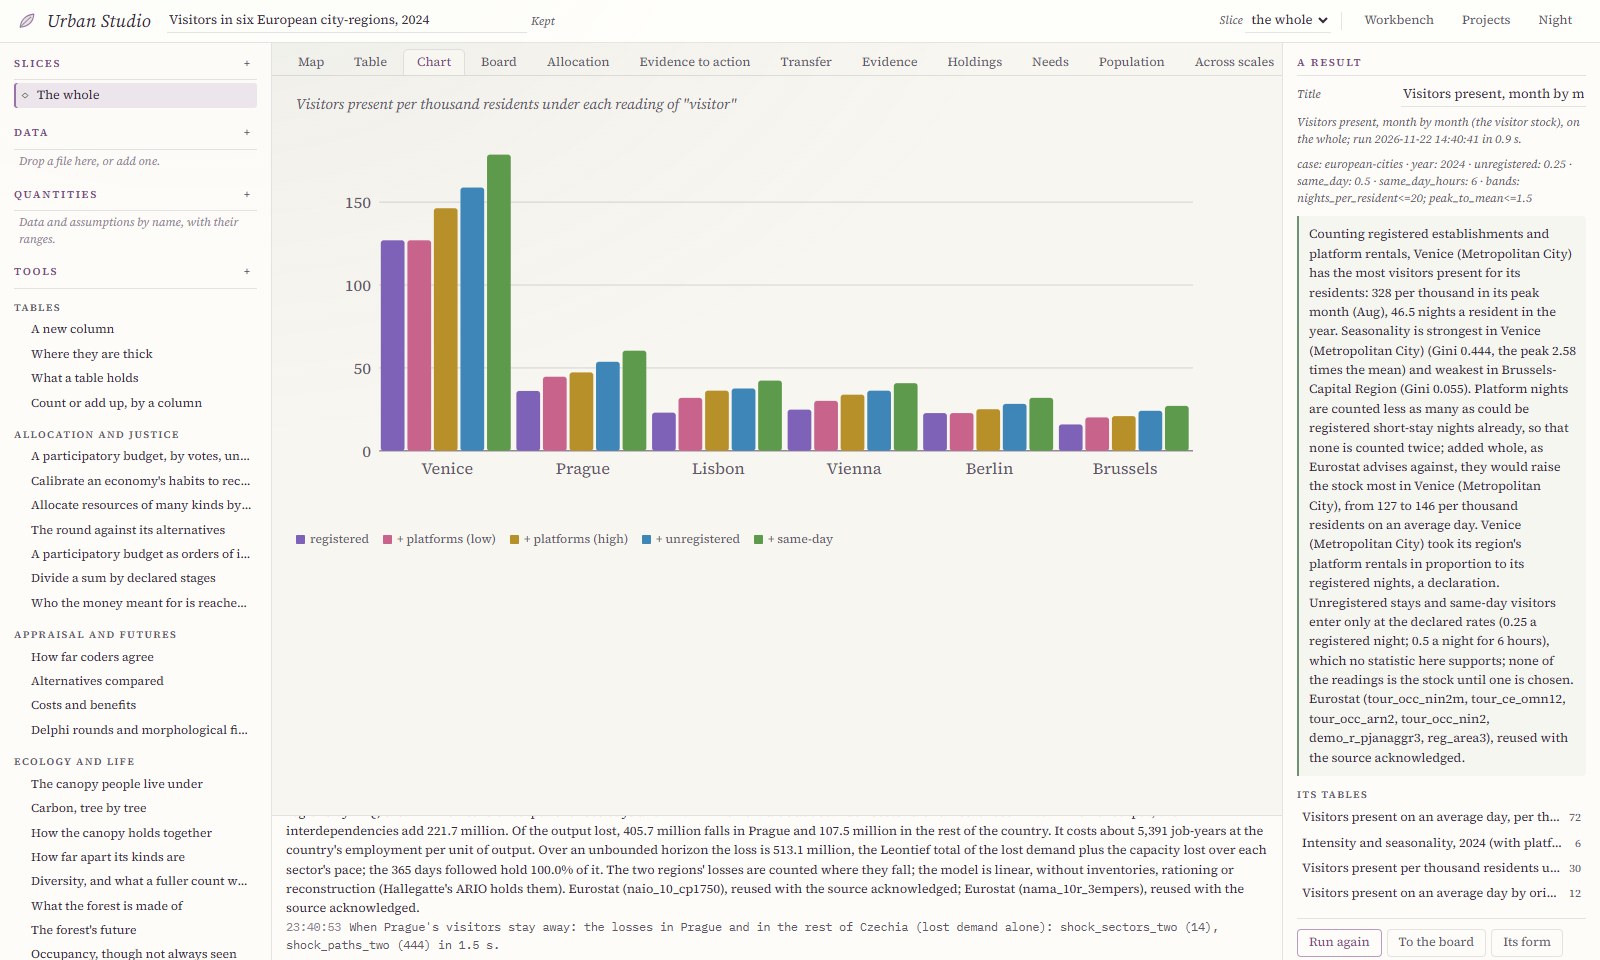 Urban Studio
Visitors in six European city-regions, 2024
Kept
Slice the whole
Workbench
Projects
Night
SLICES
+
The whole
DATA
+
Drop a file here, or add one.
QUANTITIES
+
Data and assumptions by name, with their
ranges.
TOOLS
+
TABLES
A new column
Where they are thick
What a table holds
Count or add up, by a column
ALLOCATION AND JUSTICE
A participatory budget, by votes, un...
Calibrate an economy's habits to rec...
Allocate resources of many kinds by...
The round against its alternatives
A participatory budget as orders of i...
Divide a sum by declared stages
Who the money meant for is reache...
APPRAISAL AND FUTURES
How far coders agree
Alternatives compared
Costs and benefits
Delphi rounds and morphological fi...
ECOLOGY AND LIFE
The canopy people live under
Carbon, tree by tree
How the canopy holds together
How far apart its kinds are
Diversity, and what a fuller count w...
What the forest is made of
The forest's future
Occupancy, though not always seen
Map
Table
Chart
Board
Allocation
Evidence to action
Transfer
Evidence
Holdings
Needs
Population
Across scales
Visitors present per thousand residents under each reading of "visitor"
150
100
50
0
Venice
Prague
Lisbon
Vienna
Berlin
Brussels
registered
+ platforms (low)
+ platforms (high)
+ unregistered
+ same-day
interdependencies add 221.7 million. Of the output lost, 405.7 million falls in Prague and 107.5 million in the rest of the country. It costs about 5,391 job-years at the
country's employment per unit of output. Over an unbounded horizon the loss is 513.1 million, the Leontief total of the lost demand plus the capacity lost over each
sector's pace; the 365 days followed hold 100.0% of it. The two regions' losses are counted where they fall; the model is linear, without inventories, rationing or
reconstruction (Hallegatte's ARIO holds them). Eurostat (naio_10_cp1750), reused with the source acknowledged; Eurostat (nama_10r_3empers), reused with the
source acknowledged.
23:40:53 When Prague's visitors stay away: the losses in Prague and in the rest of Czechia (lost demand alone): shock_sectors_two (14),
shock_paths_two (444) in 1.5 s.
A RESULT
Title
Visitors present, month by m
Visitors present, month by month (the visitor stock), on
the whole; run 2026-11-22 14:40:41 in 0.9 s.
case: european-cities · year: 2024 · unregistered: 0.25 ·
same_day: 0.5 · same_day_hours: 6 · bands:
nights_per_resident<=20; peak_to_mean<=1.5
Counting registered establishments and
platform rentals, Venice (Metropolitan City)
has the most visitors present for its
residents: 328 per thousand in its peak
month (Aug), 46.5 nights a resident in the
year. Seasonality is strongest in Venice
(Metropolitan City) (Gini 0.444, the peak 2.58
times the mean) and weakest in Brussels-
Capital Region (Gini 0.055). Platform nights
are counted less as many as could be
registered short-stay nights already, so that
none is counted twice; added whole, as
Eurostat advises against, they would raise
the stock most in Venice (Metropolitan
City), from 127 to 146 per thousand
residents on an average day. Venice
(Metropolitan City) took its region's
platform rentals in proportion to its
registered nights, a declaration.
Unregistered stays and same-day visitors
enter only at the declared rates (0.25 a
registered night; 0.5 a night for 6 hours),
which no statistic here supports; none of
the readings is the stock until one is chosen.
Eurostat (tour_occ_nin2m, tour_ce_omn12,
tour_occ_arn2, tour_occ_nin2,
demo_r_pjanaggr3, reg_area3), reused with
the source acknowledged.
ITS TABLES
Visitors present on an average day, per th... 72
Intensity and seasonality, 2024 (with platf... 6
Visitors present per thousand residents u... 30
Visitors present on an average day by ori... 12
Run again
To the board
Its form